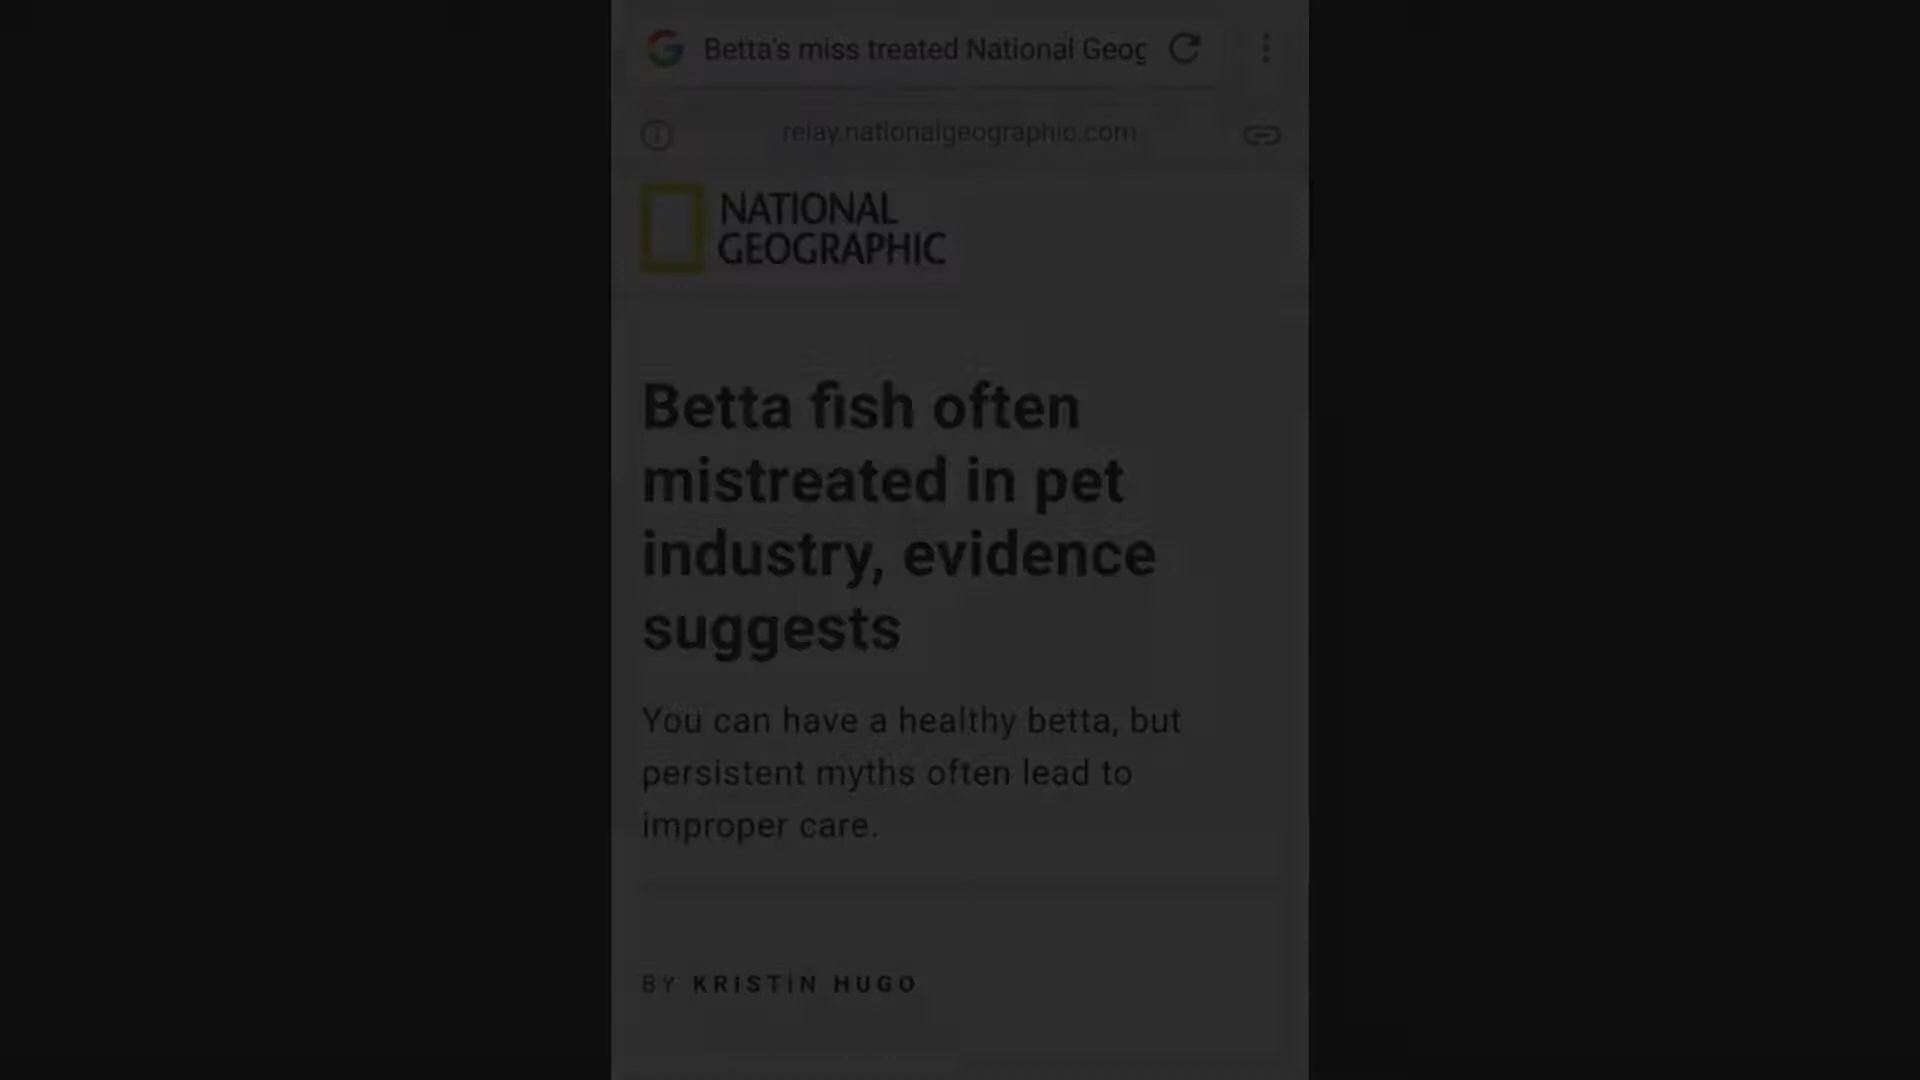 Betta's miss treated National Geog
relay.nationalgeographic.com
NATIONAL
GEOGRAPHIC
Betta fish often
mistreated in pet
industry, evidence
suggests
You can have a healthy betta, but
persistent myths often lead to
improper care.
BY KRISTIN HUGO